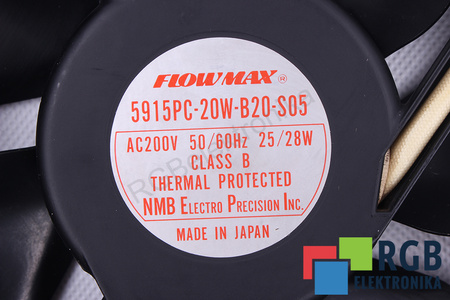 FLOWMAX®
5915PC-20W-B20-S05
AC200V 50/60Hz 25/28W
CLASS B
THERMAL PROTECTED
NMB ELECTRO PRECISION INC.
MADE IN JAPAN
RGB
ELEKTRONIKA